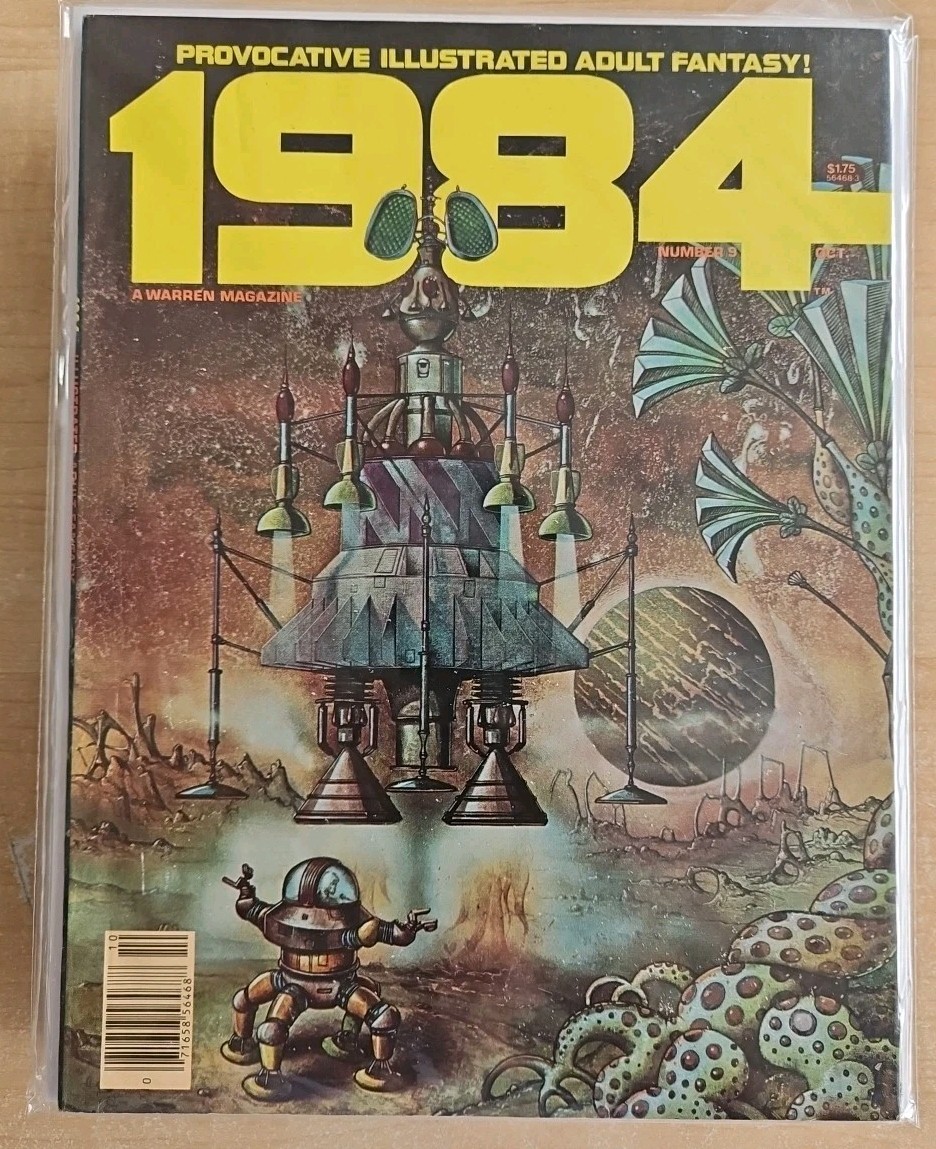 PROVOCATIVE ILLUSTRATED ADULT FANTASY!
1984
$1.75
56468-3
NUMBER 9
OCT.
TM
A WARREN MAGAZINE
10
0
71658 56468